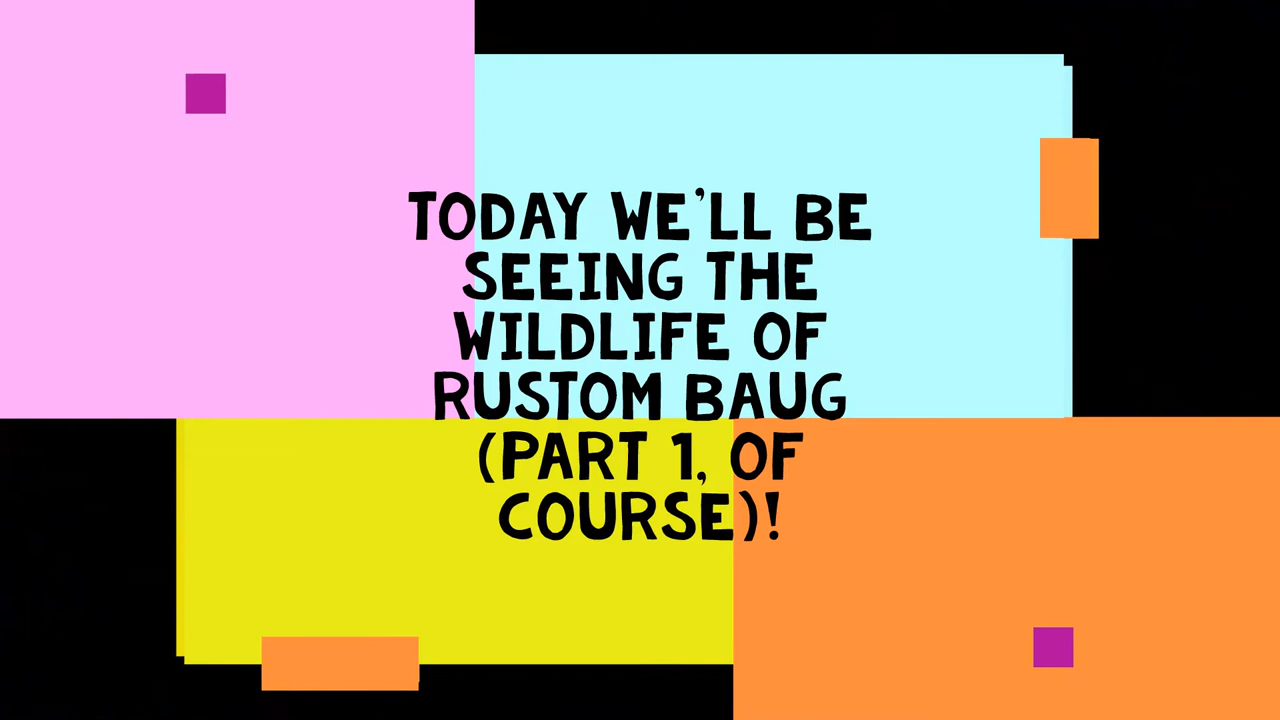 TODAY WE'LL BE
SEEING THE
WILDLIFE OF
RUSTOM BAUG
(PART 1, OF
COURSE)!